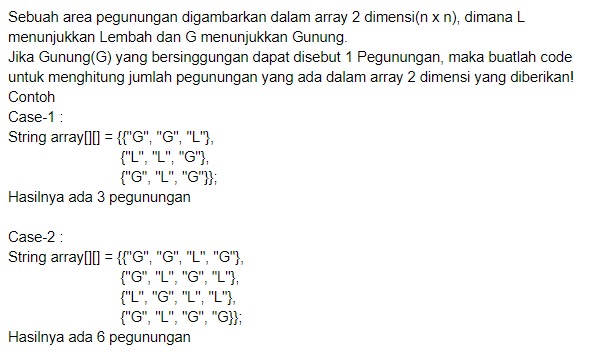 Sebuah area pegunungan digambarkan dalam array 2 dimensi(n x n), dimana L
menunjukkan Lembah dan G menunjukkan Gunung.
Jika Gunung(G) yang bersinggungan dapat disebut 1 Pegunungan, maka buatlah code
untuk menghitung jumlah pegunungan yang ada dalam array 2 dimensi yang diberikan!
Contoh
Case-1 :
String array[][] = {{"G", "G", "L"},
{"L", "L", "G"},
{"G", "L", "G"}};
Hasilnya ada 3 pegunungan

Case-2 :
String array[][] = {{"G", "G", "L", "G"},
{"G", "L", "G", "L"},
{"L", "G", "L", "L"},
{"G", "L", "G", "G}};
Hasilnya ada 6 pegunungan